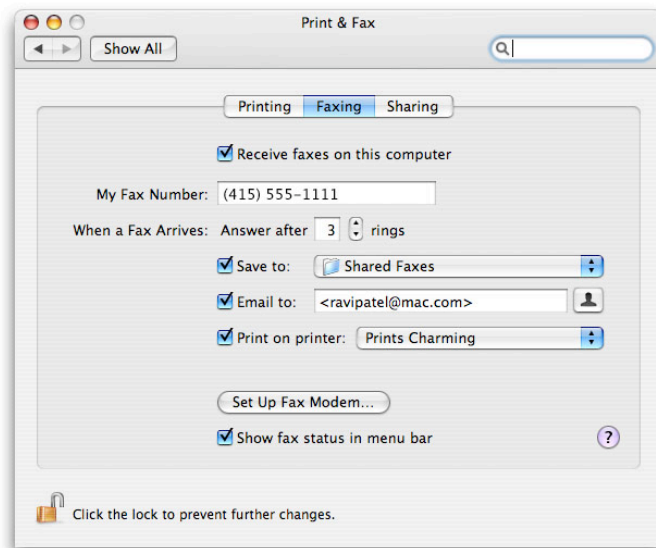 Print & Fax
Show All
Printing Faxing Sharing
Receive faxes on this computer
My Fax Number: (415) 555-1111
When a Fax Arrives: Answer after 3 rings
Save to: Shared Faxes
Email to: <ravipatel@mac.com>
Print on printer: Prints Charming
Set Up Fax Modem...
Show fax status in menu bar ?
Click the lock to prevent further changes.